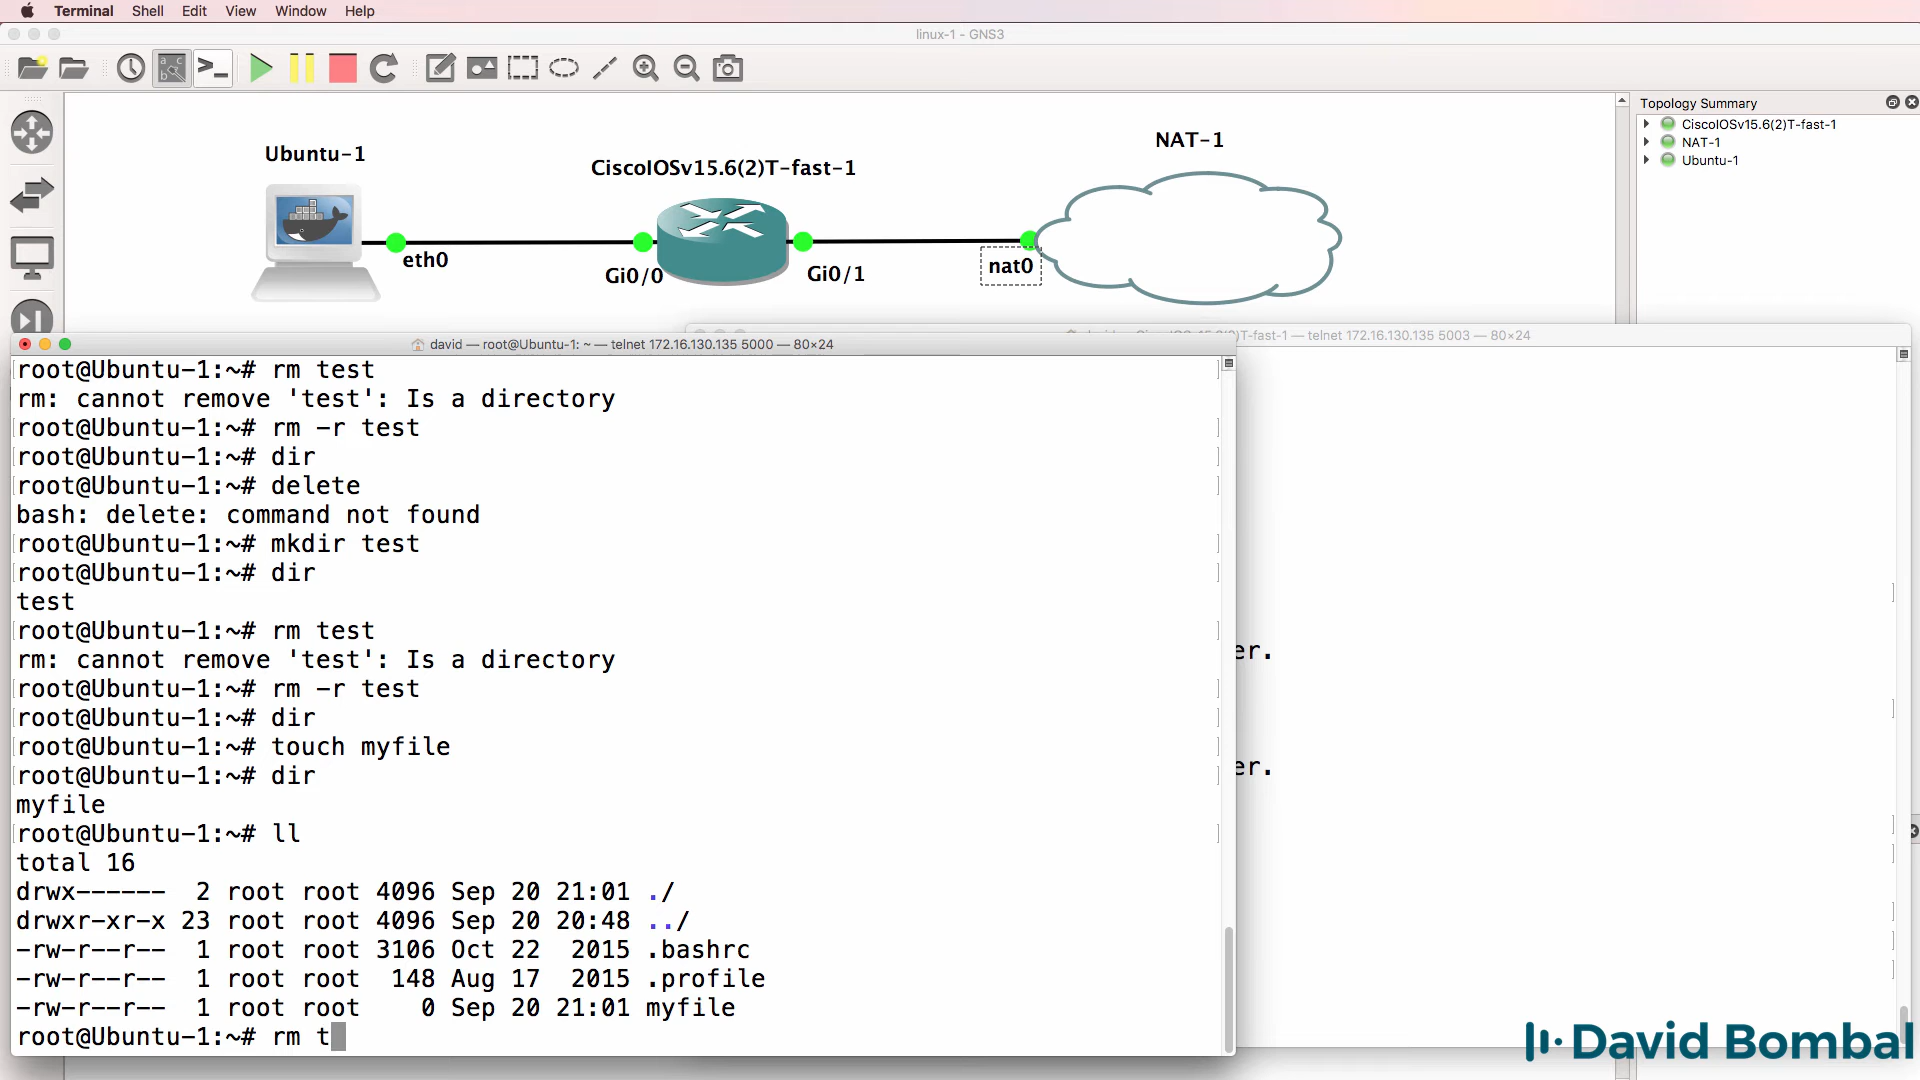 Terminal Shell Edit View Window Help
linux-1 - GNS3
Topology Summary
CiscoIOSv15.6(2)T-fast-1
NAT-1
Ubuntu-1
NAT-1
Ubuntu-1
CiscoIOSv15.6(2)T-fast-1
eth0
Gi0/0
Gi0/1
nat0
T-fast-1 — telnet 172.16.130.135 5003 — 80×24
david — root@Ubuntu-1: ~ — telnet 172.16.130.135 5000 — 80×24
root@Ubuntu-1:~# rm test
rm: cannot remove 'test': Is a directory
root@Ubuntu-1:~# rm -r test
root@Ubuntu-1:~# dir
root@Ubuntu-1:~# delete
bash: delete: command not found
root@Ubuntu-1:~# mkdir test
root@Ubuntu-1:~# dir
test
root@Ubuntu-1:~# rm test
rm: cannot remove 'test': Is a directory
root@Ubuntu-1:~# rm -r test
root@Ubuntu-1:~# dir
root@Ubuntu-1:~# touch myfile
root@Ubuntu-1:~# dir
myfile
root@Ubuntu-1:~# ll
total 16
drwx------ 2 root root 4096 Sep 20 21:01 ./
drwxr-xr-x 23 root root 4096 Sep 20 20:48 ../
-rw-r--r-- 1 root root 3106 Oct 22 2015 .bashrc
-rw-r--r-- 1 root root 148 Aug 17 2015 .profile
-rw-r--r-- 1 root root 0 Sep 20 21:01 myfile
root@Ubuntu-1:~# rm t
er.
er.
David Bombal